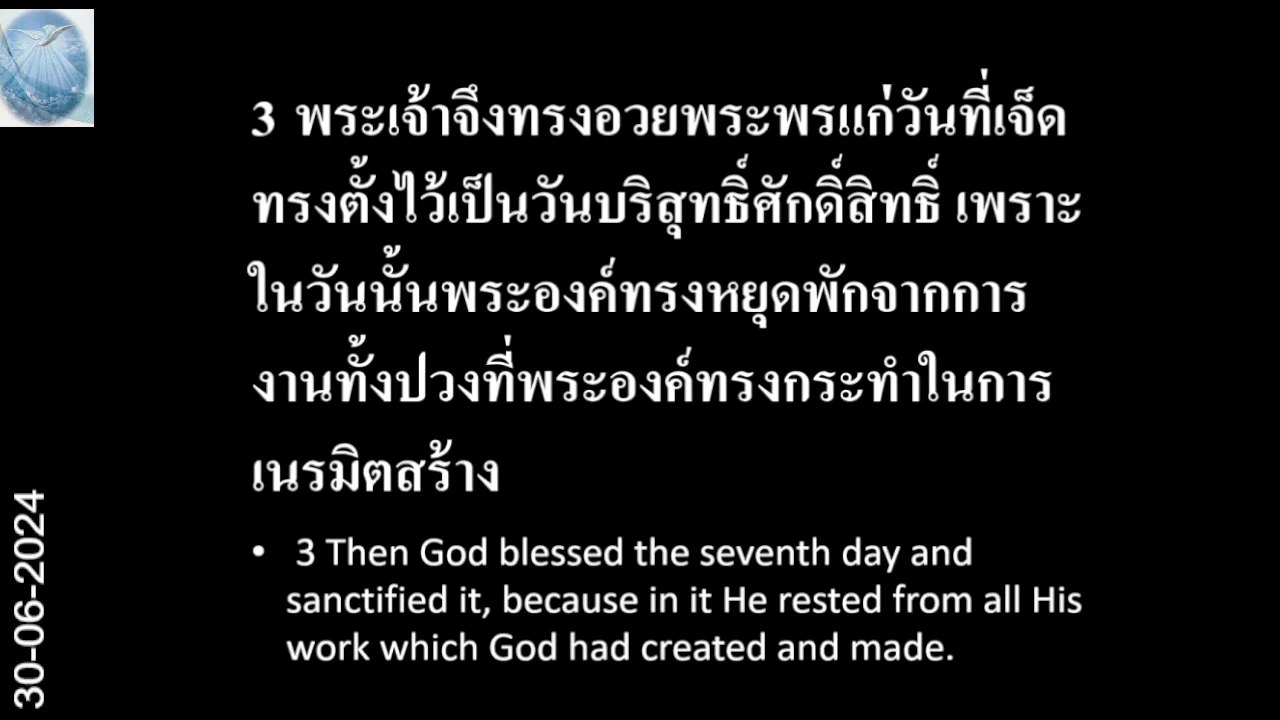 3 พระเจ้าจึงทรงอวยพระพรแก่วันที่เจ็ด
ทรงตั้งไว้เป็นวันบริสุทธิ์ศักดิ์สิทธิ์ เพราะ
ในวันนั้นพระองค์ทรงหยุดพักจากการ
งานทั้งปวงที่พระองค์ทรงกระทำในการ
เนรมิตสร้าง
• 3 Then God blessed the seventh day and
sanctified it, because in it He rested from all His
work which God had created and made.
30-06-2024